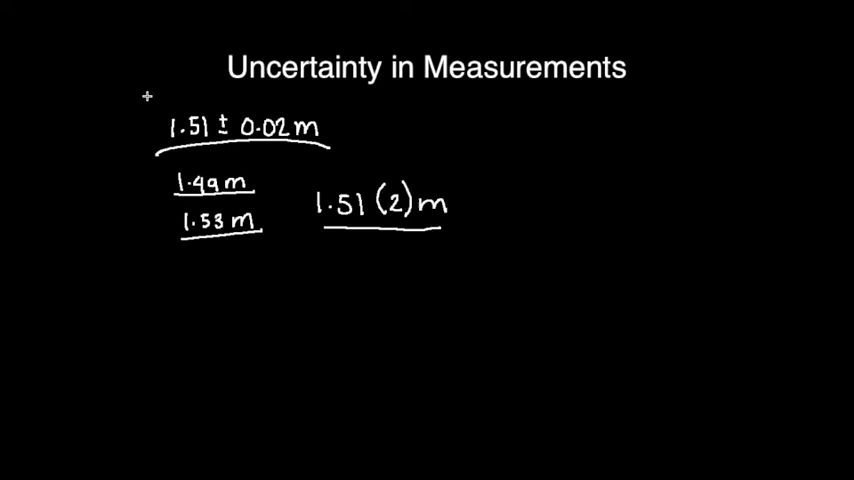 Uncertainty in Measurements
1.51 ± 0.02 m
1.49 m
1.53 m
1.51 (2) m